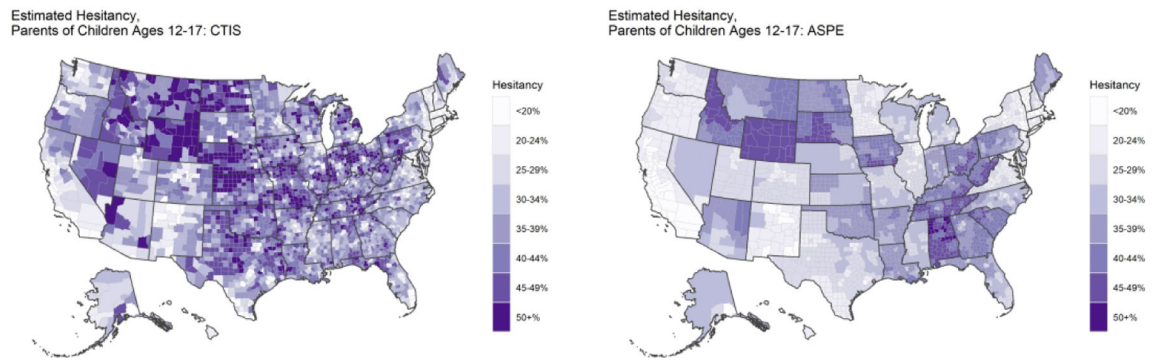 Estimated Hesitancy,
Parents of Children Ages 12-17: CTIS
Hesitancy
<20%
20-24%
25-29%
30-34%
35-39%
40-44%
45-49%
50+%
Estimated Hesitancy,
Parents of Children Ages 12-17: ASPE
Hesitancy
<20%
20-24%
25-29%
30-34%
35-39%
40-44%
45-49%
50+%